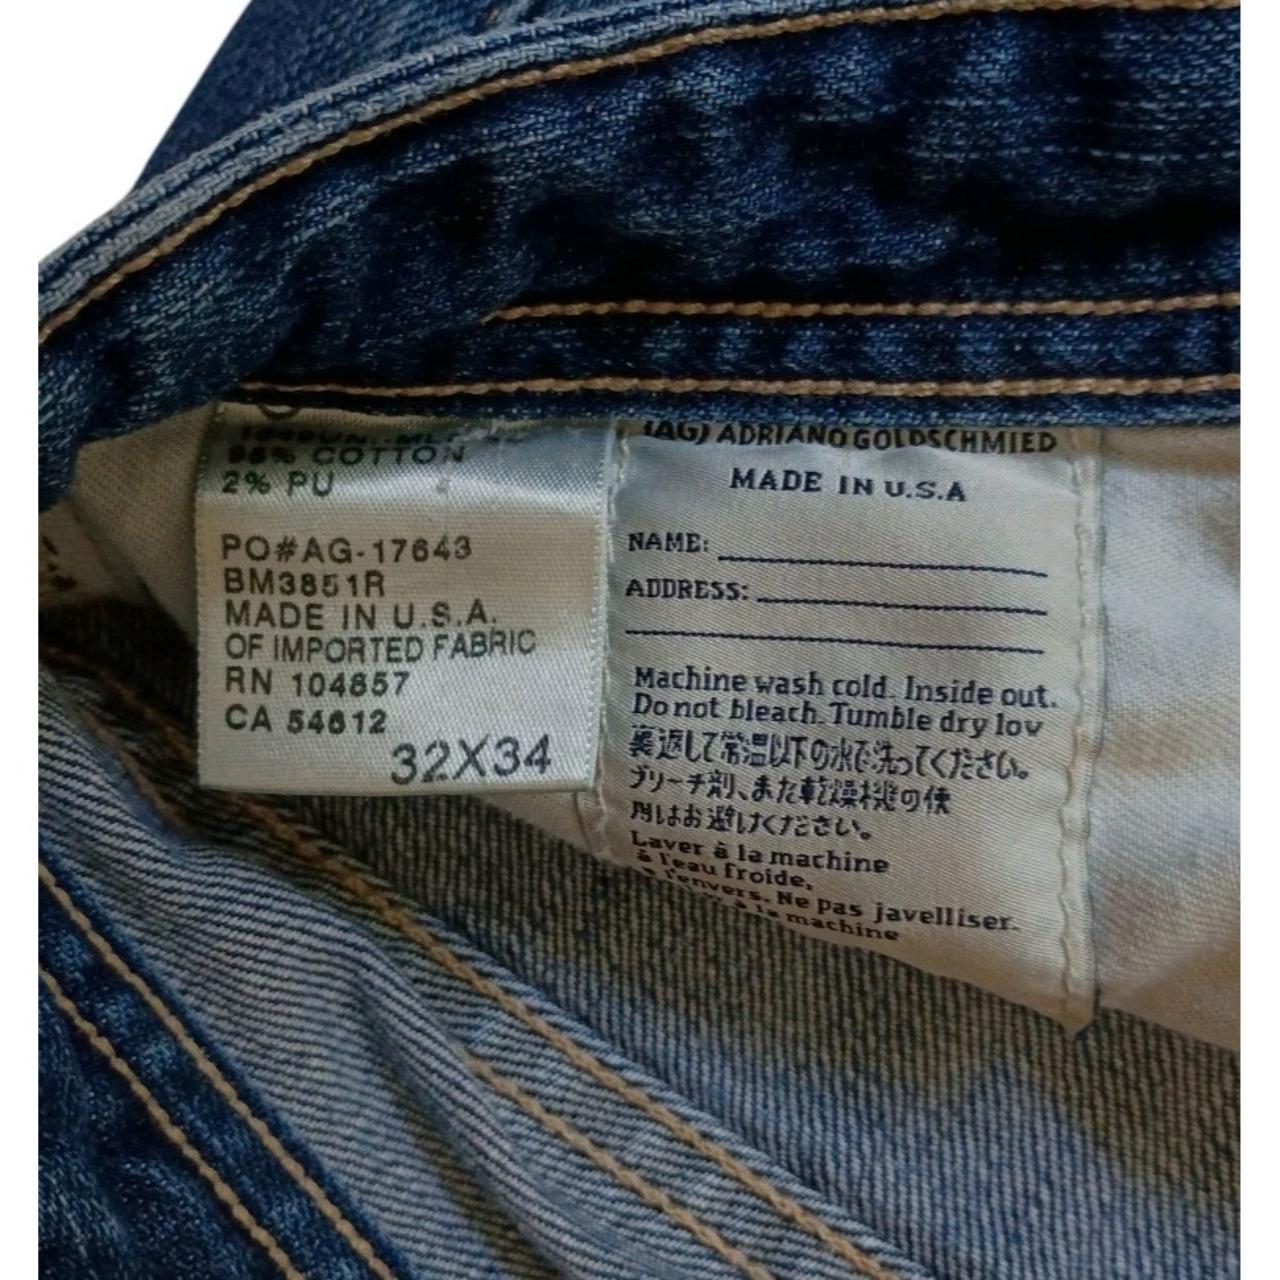 COTTON
2% PU
PO#AG-17643
BM3851R
MADE IN U.S.A.
OF IMPORTED FABRIC
RN 104857
CA 54612
32X34
(AG) ADRIANO GOLDSCHMIED
MADE IN U.S.A
NAME:
ADDRESS:
Machine wash cold. Inside out.
Do not bleach. Tumble dry low
裏返して常温以下の水で洗ってください。
ブリーチ剤、また乾燥機の使
用はお避けください。
Laver à la machine
à l'eau froide,
à l'envers. Ne pas javelliser.
à la machine